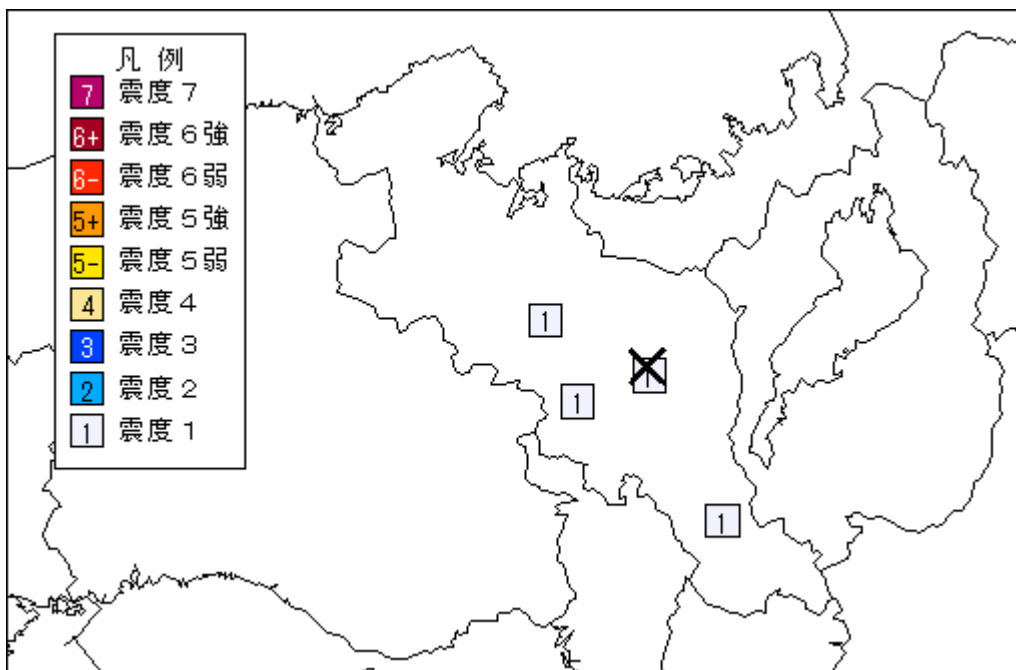 凡 例
7 震度７
6+ 震度６強
6- 震度６弱
5+ 震度５強
5- 震度５弱
4 震度４
3 震度３
2 震度２
1 震度１
1
1
1
1